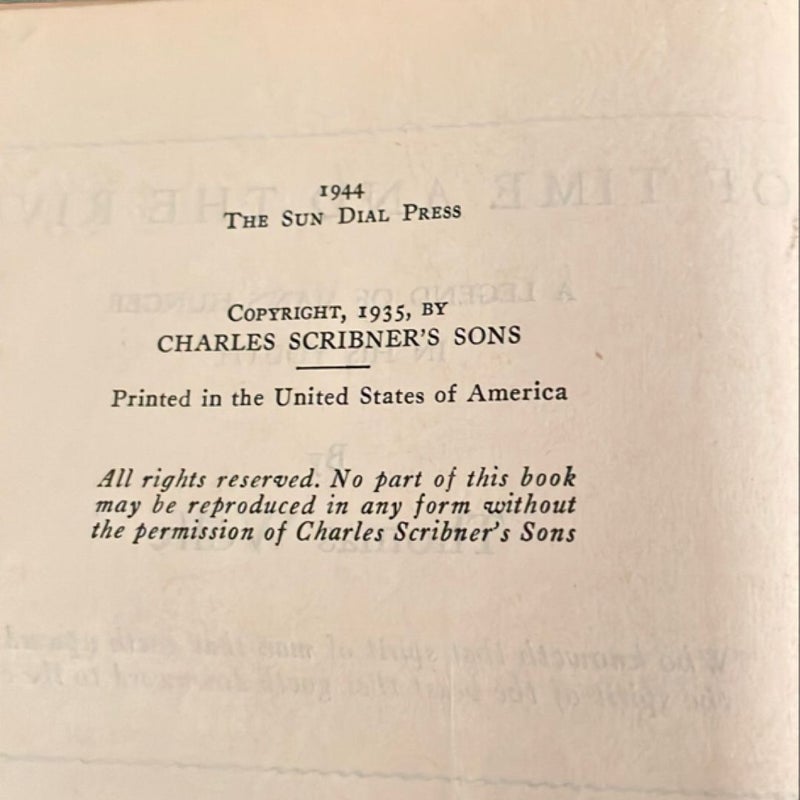 1944
THE SUN DIAL PRESS
COPYRIGHT, 1935, BY
CHARLES SCRIBNER'S SONS
Printed in the United States of America
All rights reserved. No part of this book
may be reproduced in any form without
the permission of Charles Scribner's Sons